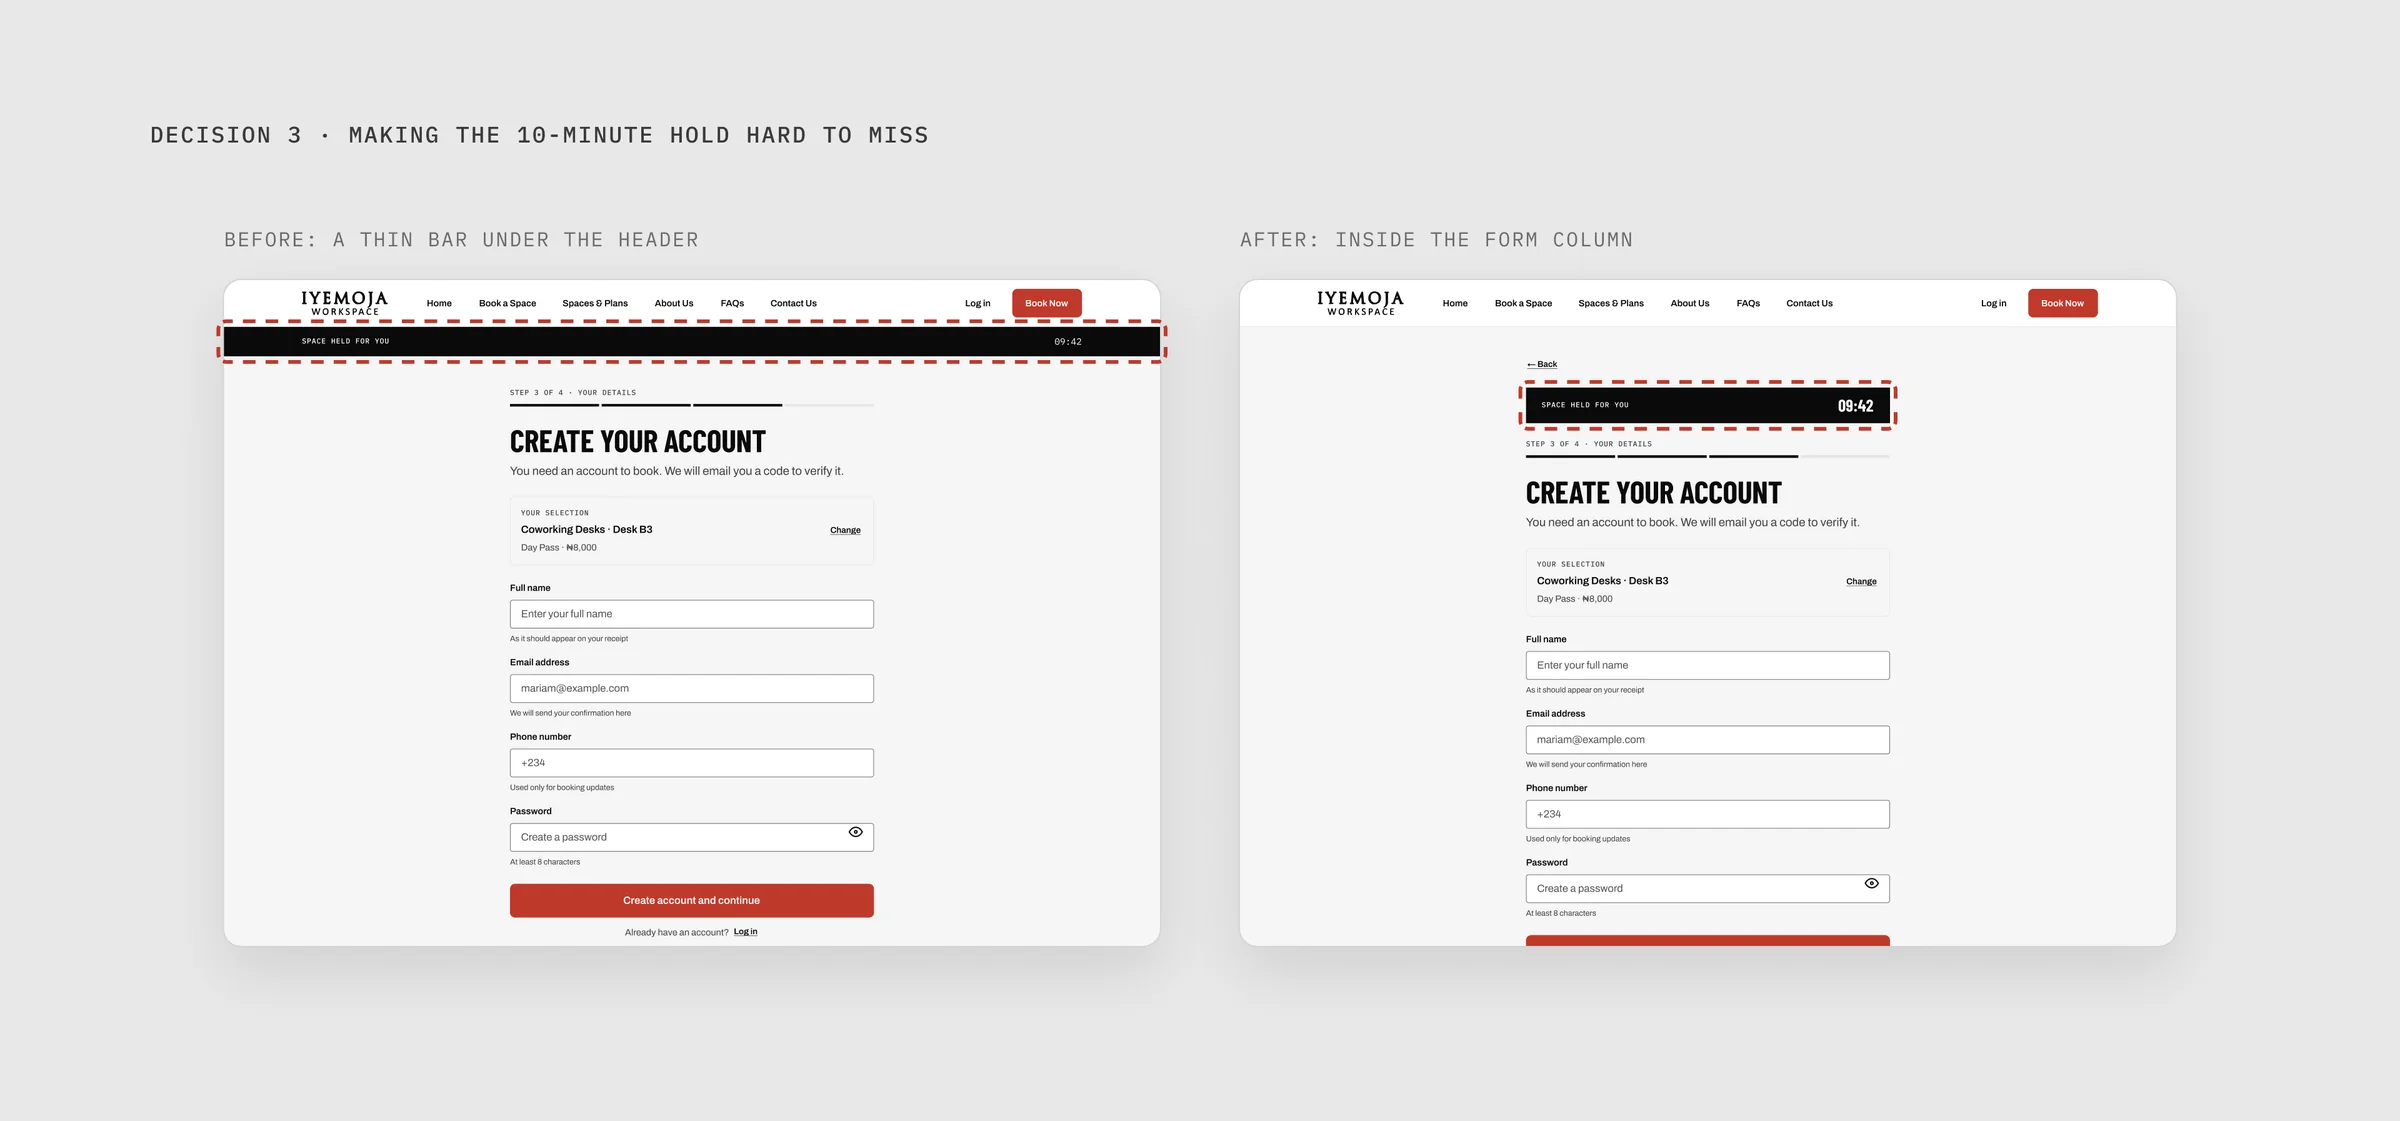 DECISION 3 · MAKING THE 10-MINUTE HOLD HARD TO MISS
BEFORE: A THIN BAR UNDER THE HEADER
IYEMOJA
WORKSPACE
Home Book a Space Spaces & Plans About Us FAQs Contact Us Log in Book Now
SPACE HELD FOR YOU 09:42
STEP 3 OF 4 · YOUR DETAILS
CREATE YOUR ACCOUNT
You need an account to book. We will email you a code to verify it.
YOUR SELECTION
Coworking Desks · Desk B3 Change
Day Pass · ₦8,000
Full name
Enter your full name
As it should appear on your receipt
Email address
mariam@example.com
We will send your confirmation here
Phone number
+234
Used only for booking updates
Password
Create a password
At least 8 characters
Create account and continue
Already have an account? Log in
AFTER: INSIDE THE FORM COLUMN
IYEMOJA
WORKSPACE
Home Book a Space Spaces & Plans About Us FAQs Contact Us Log in Book Now
← Back
SPACE HELD FOR YOU 09:42
STEP 3 OF 4 · YOUR DETAILS
CREATE YOUR ACCOUNT
You need an account to book. We will email you a code to verify it.
YOUR SELECTION
Coworking Desks · Desk B3 Change
Day Pass · ₦8,000
Full name
Enter your full name
As it should appear on your receipt
Email address
mariam@example.com
We will send your confirmation here
Phone number
+234
Used only for booking updates
Password
Create a password
At least 8 characters